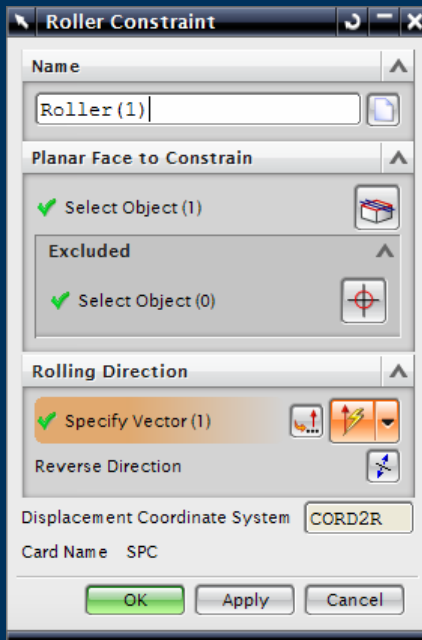 Roller Constraint
Name
Roller(1)
Planar Face to Constrain
Select Object (1)
Excluded
Select Object (0)
Rolling Direction
Specify Vector (1)
Reverse Direction
Displacement Coordinate System CORD2R
Card Name SPC
OK Apply Cancel